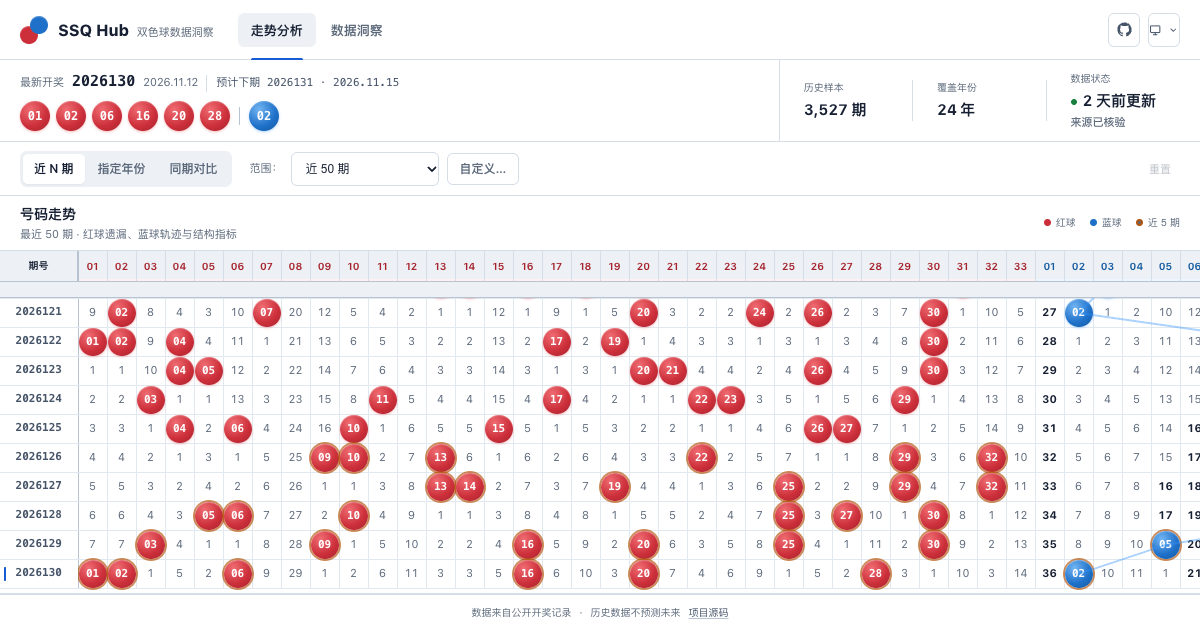 SSQ Hub 双色球数据洞察 走势分析 数据洞察
最新开奖 2026130 2026.11.12 预计下期 2026131 · 2026.11.15
01 02 06 16 20 28 02
历史样本
3,527 期
覆盖年份
24 年
数据状态
2 天前更新
来源已核验
近 N 期 指定年份 同期对比 范围: 近 50 期 自定义... 重置
号码走势
最近 50 期 · 红球遗漏、蓝球轨迹与结构指标
红球 蓝球 近 5 期
期号 01 02 03 04 05 06 07 08 09 10 11 12 13 14 15 16 17 18 19 20 21 22 23 24 25 26 27 28 29 30 31 32 33 01 02 03 04 05 06
2026121 9 02 8 4 3 10 07 20 12 5 4 2 1 1 12 1 9 1 5 20 3 2 2 24 2 26 2 3 7 30 1 10 5 27 02 1 2 10 12
2026122 01 02 9 04 4 11 1 21 13 6 5 3 2 2 13 2 17 2 19 1 4 3 3 1 3 1 3 4 8 30 2 11 6 28 1 2 3 11 13
2026123 1 1 10 04 05 12 2 22 14 7 6 4 3 3 14 3 1 3 1 20 21 4 4 2 4 26 4 5 9 30 3 12 7 29 2 3 4 12 14
2026124 2 2 03 1 1 13 3 23 15 8 11 5 4 4 15 4 17 4 2 1 1 22 23 3 5 1 5 6 29 1 4 13 8 30 3 4 5 13 15
2026125 3 3 1 04 2 06 4 24 16 10 1 6 5 5 15 5 1 5 3 2 2 1 1 4 6 26 27 7 1 2 5 14 9 31 4 5 6 14 16
2026126 4 4 2 1 3 1 5 25 09 10 2 7 13 6 1 6 2 6 4 3 3 22 2 5 7 1 1 8 29 3 6 32 10 32 5 6 7 15 17
2026127 5 5 3 2 4 2 6 26 1 1 3 8 13 14 2 7 3 7 19 4 4 1 3 6 25 2 2 9 29 4 7 32 11 33 6 7 8 16 18
2026128 6 6 4 3 05 06 7 27 2 10 4 9 1 1 3 8 4 8 1 5 5 2 4 7 25 3 27 10 1 30 8 1 12 34 7 8 9 17 19
2026129 7 7 03 4 1 1 8 28 09 1 5 10 2 2 4 16 5 9 2 20 6 3 5 8 25 4 1 11 2 30 9 2 13 35 8 9 10 05 20
2026130 01 02 1 5 2 06 9 29 1 2 6 11 3 3 5 16 6 10 3 20 7 4 6 9 1 5 2 28 3 1 10 3 14 36 02 10 11 1 21
数据来自公开开奖记录 · 历史数据不预测未来 项目源码